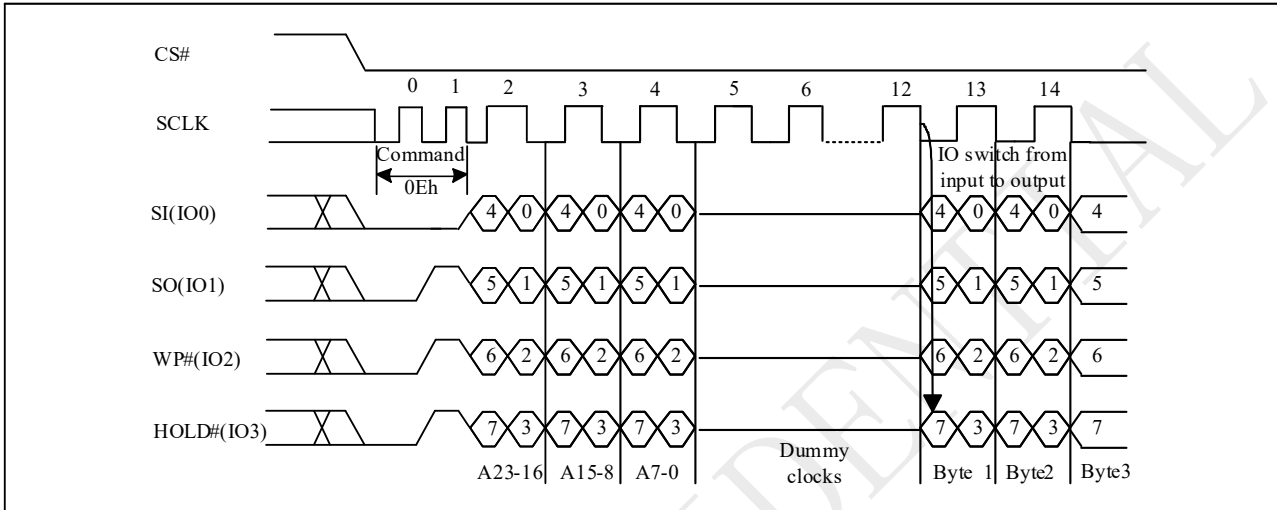 CS#
0 1 2 3 4 5 6 12 13 14
SCLK
Command
IO switch from
0Eh
input to output
SI(IO0) 4 0 4 0 4 0 4 0 4 0 4
SO(IO1) 5 1 5 1 5 1 5 1 5 1 5
WP#(IO2) 6 2 6 2 6 2 6 2 6 2 6
HOLD#(IO3) 7 3 7 3 7 3 7 3 7 3 7
Dummy
A23-16 A15-8 A7-0 clocks Byte 1 Byte2 Byte3